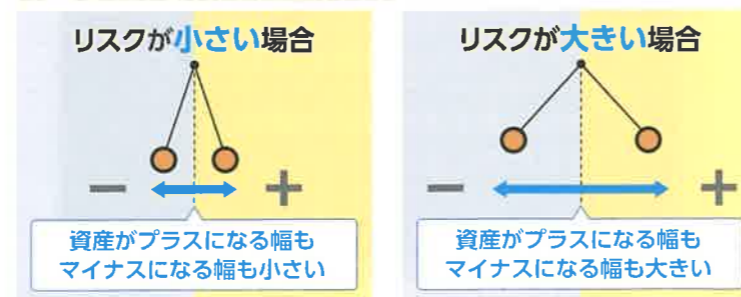 リスクが小さい場合
− +
資産がプラスになる幅も
マイナスになる幅も小さい
リスクが大きい場合
− +
資産がプラスになる幅も
マイナスになる幅も大きい